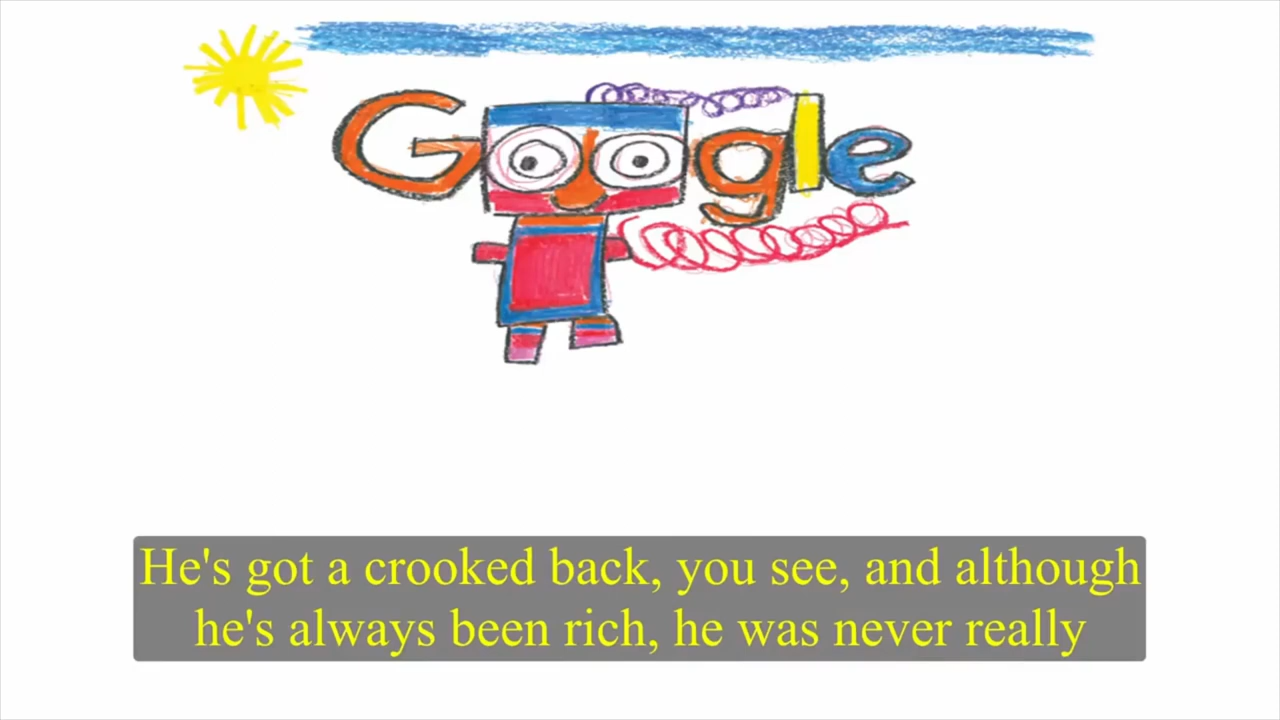 Google
He's got a crooked back, you see, and although
he's always been rich, he was never really